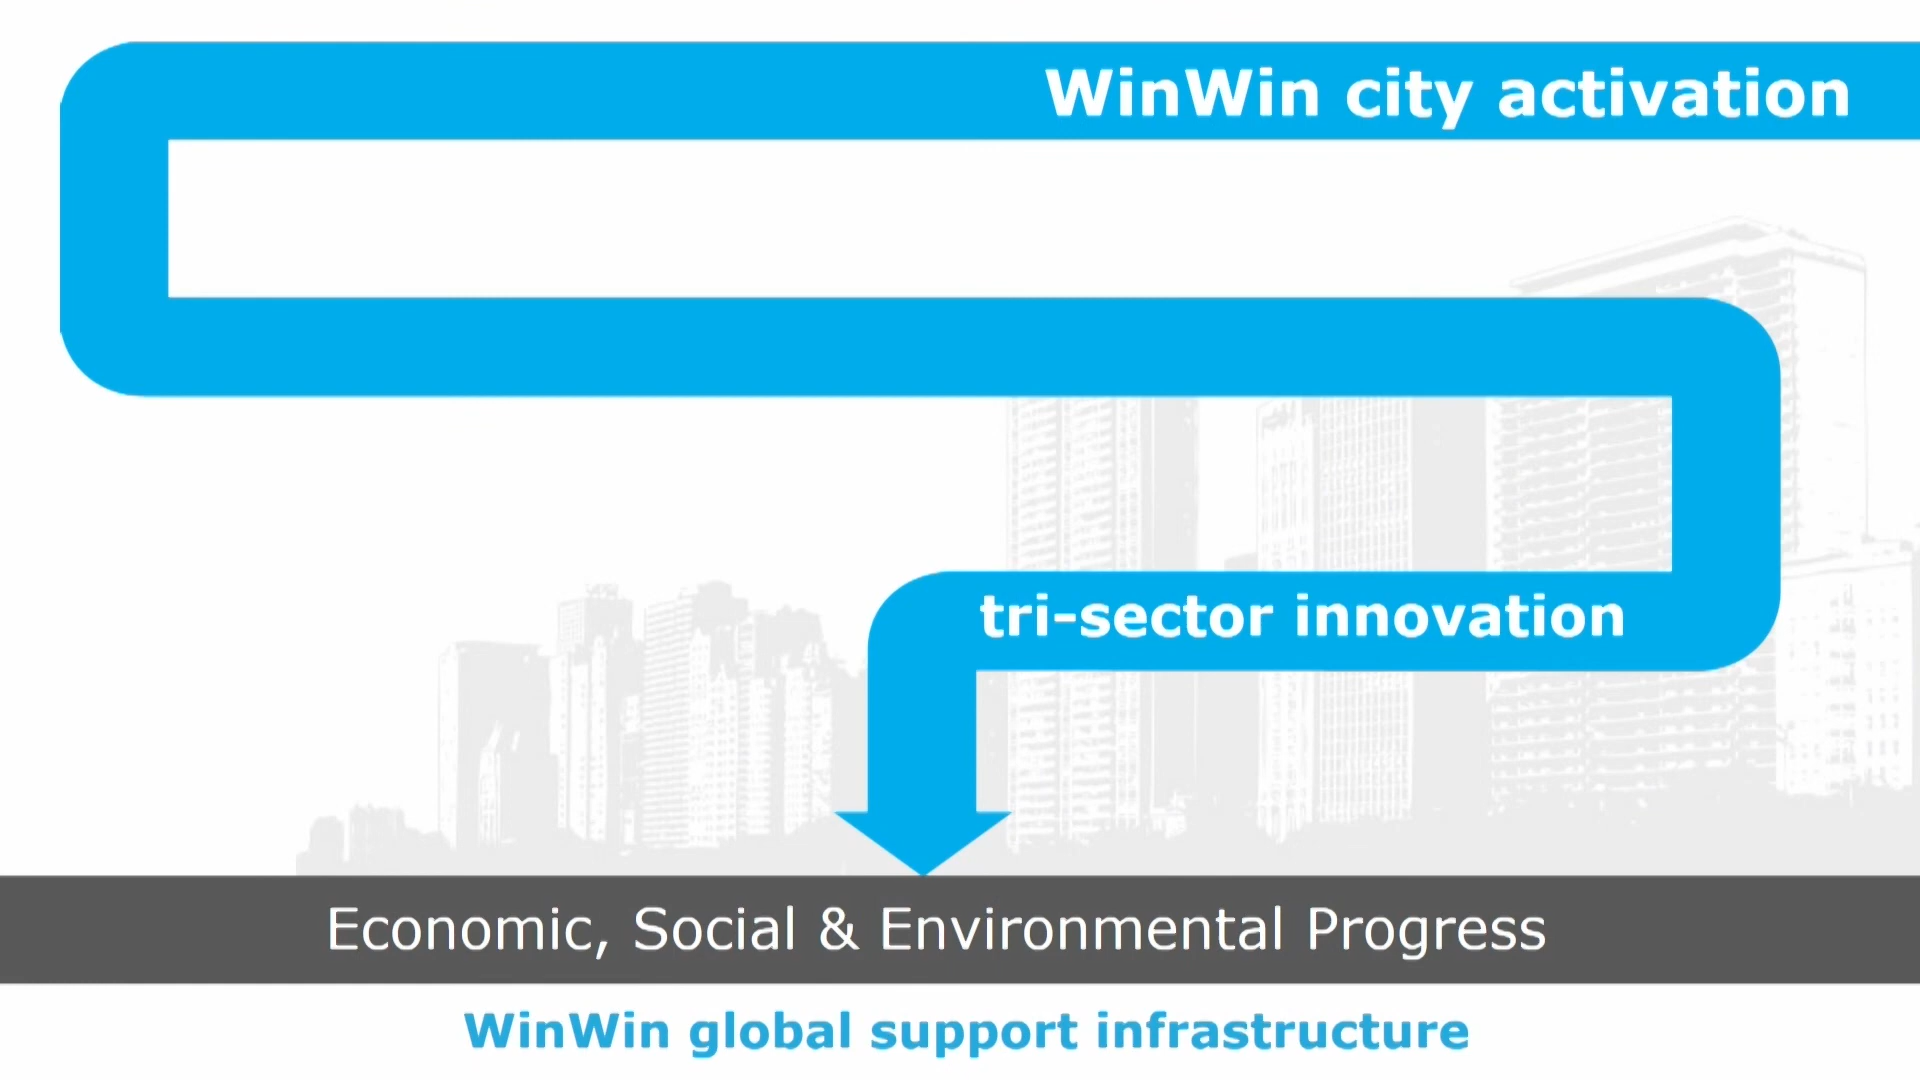 WinWin city activation
tri-sector innovation
Economic, Social & Environmental Progress
WinWin global support infrastructure